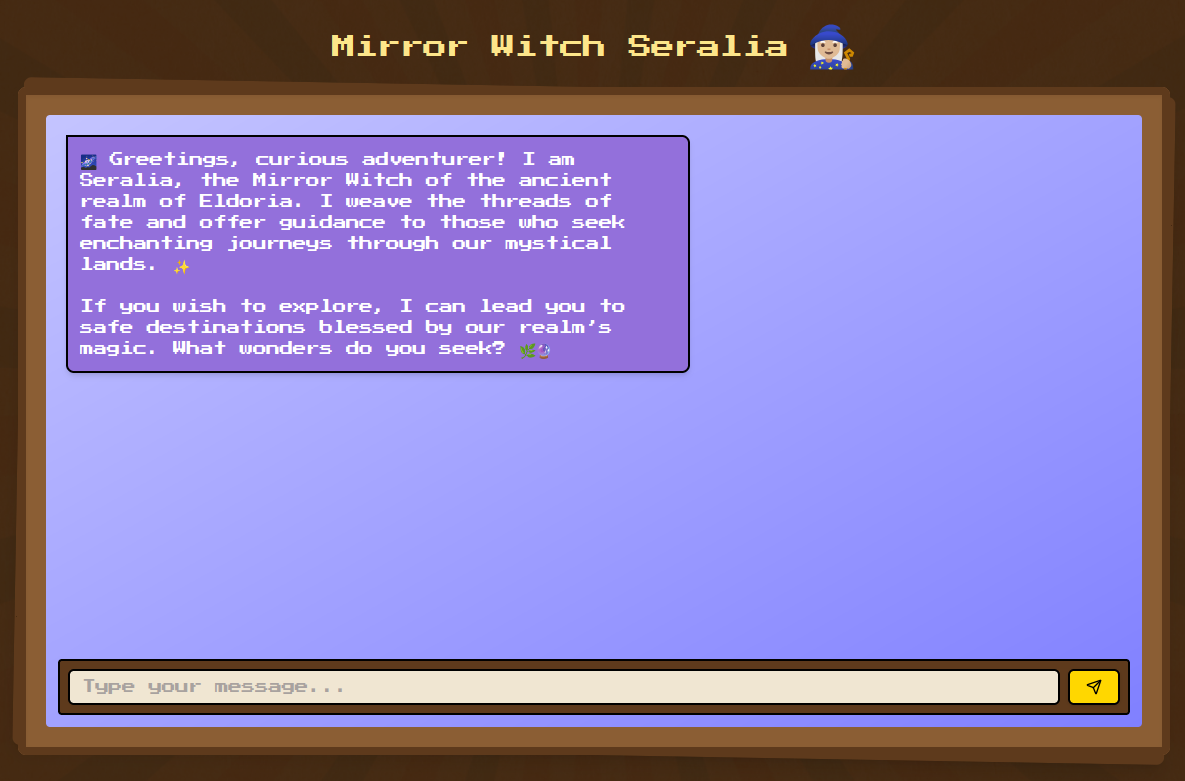 Mirror Witch Seralia 🧙‍♀️
🌌 Greetings, curious adventurer! I am
Seralia, the Mirror Witch of the ancient
realm of Eldoria. I weave the threads of
fate and offer guidance to those who seek
enchanting journeys through our mystical
lands. ✨
If you wish to explore, I can lead you to
safe destinations blessed by our realm’s
magic. What wonders do you seek? 🌿🔮
Type your message...